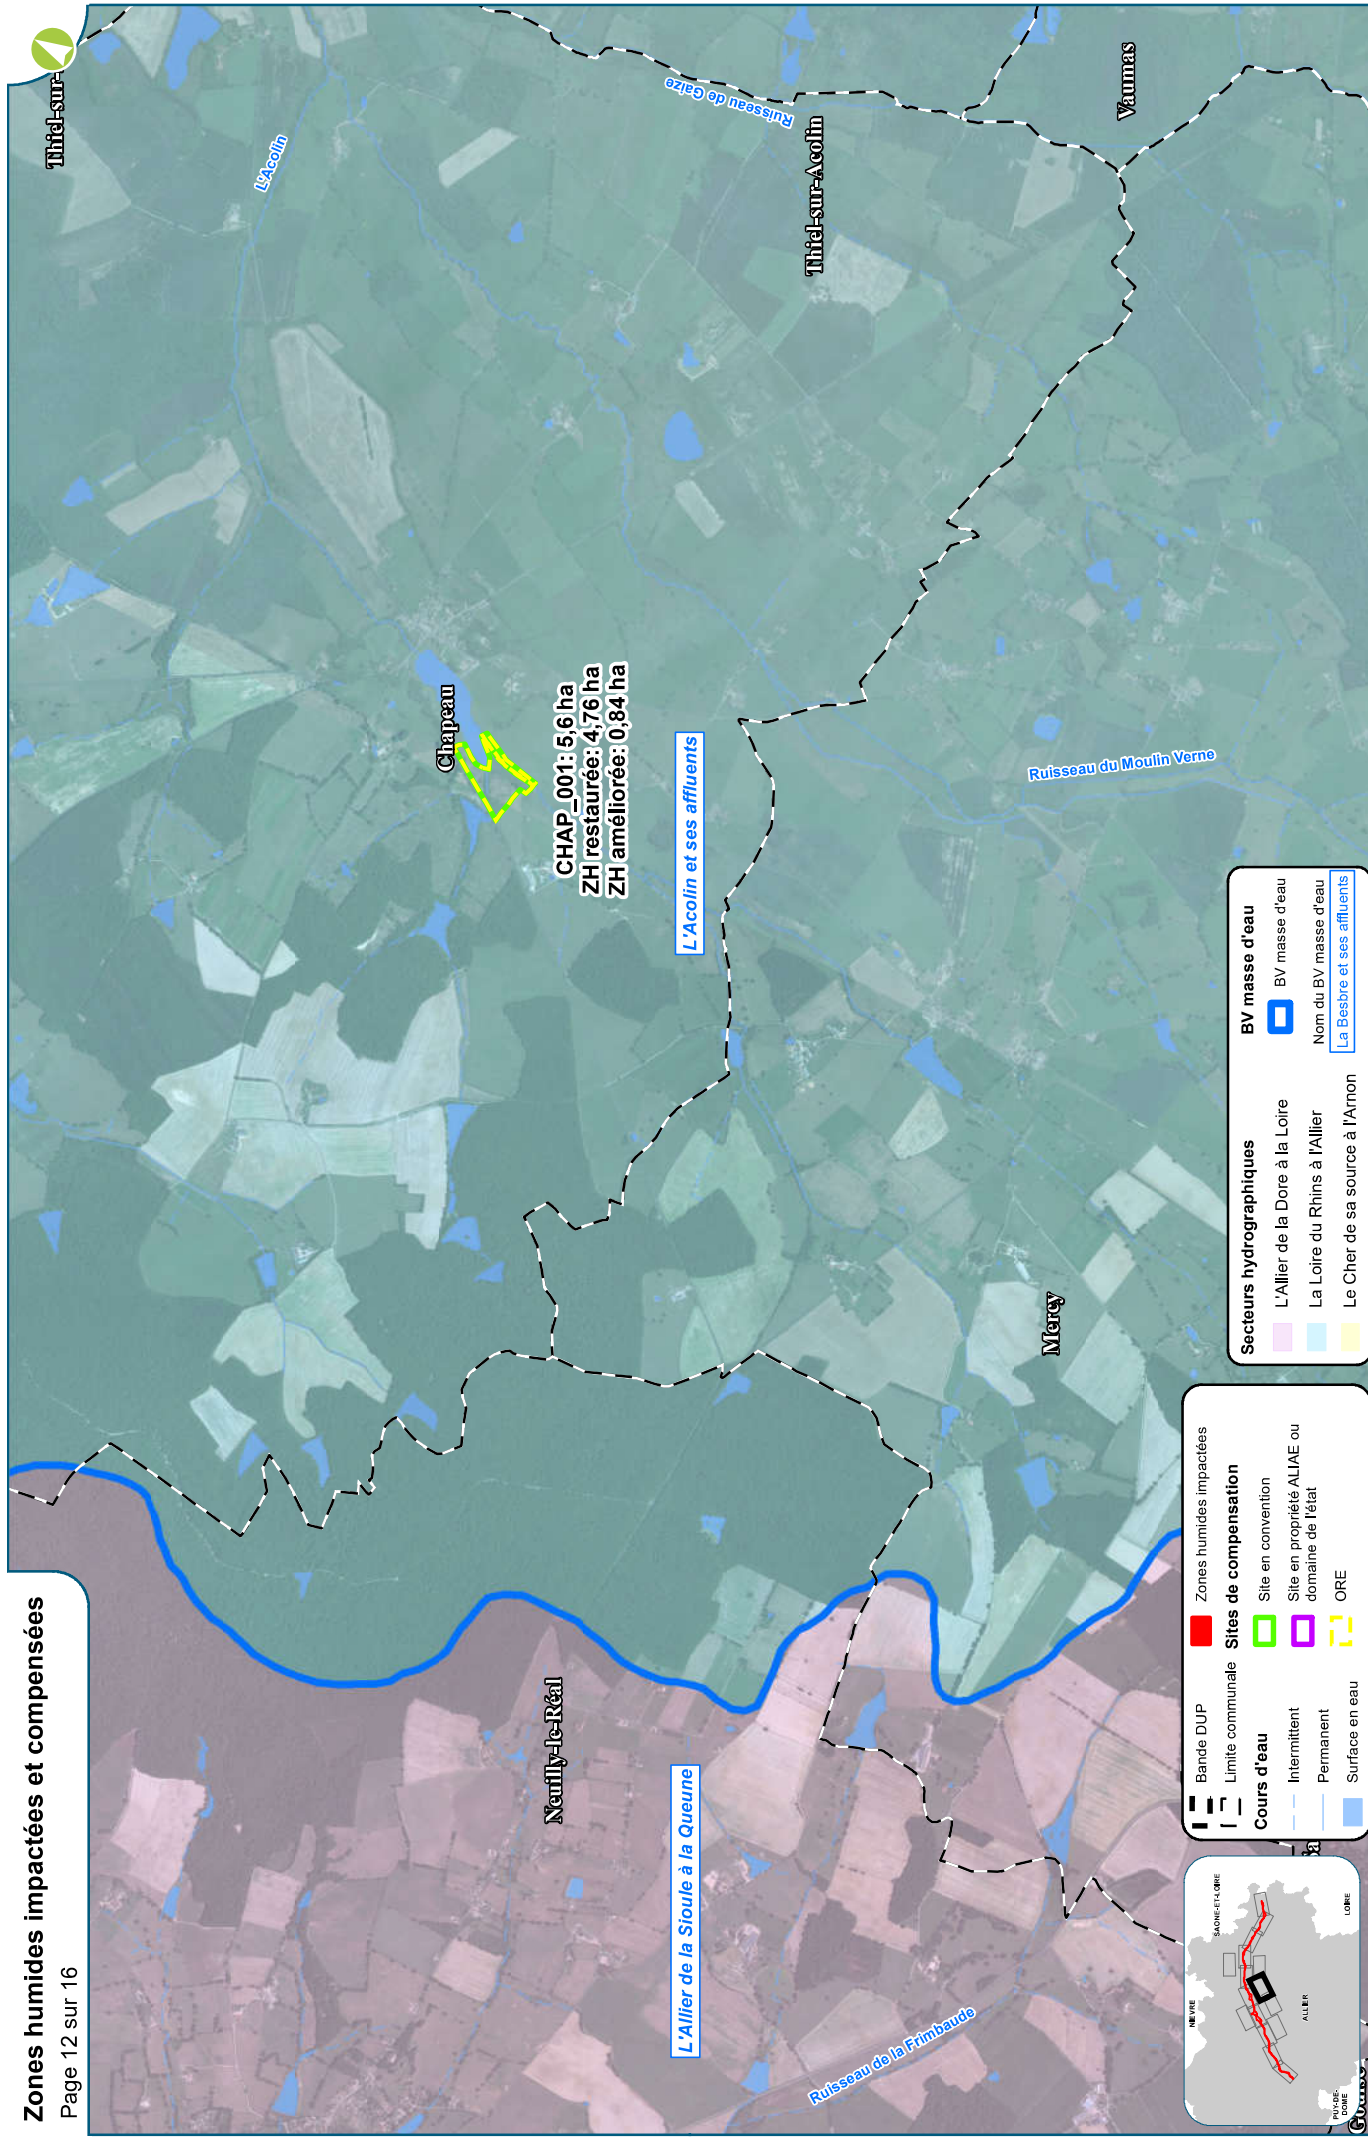 Zones humides impactées et compensées
Page 12 sur 16
Thiel-sur-
L'Acolin
Ruisseau de Gaize
Thiel-sur-Acolin
Vaumas
Chapeau
CHAP_001: 5,6 ha
ZH restaurée: 4,76 ha
ZH améliorée: 0,84 ha
L'Acolin et ses affluents
Ruisseau du Moulin Verne
Mercy
Neuilly-le-Réal
L'Allier de la Sioule à la Queune
Ruisseau de la Frimbaude
NIEVRE
SAONE-ET-LOIRE
ALLIER
LOIRE
PUY-DE-
DOME
Bande DUP
Limite communale
Cours d'eau
Intermittent
Permanent
Surface en eau
Zones humides impactées
Sites de compensation
Site en convention
Site en propriété ALIAE ou
domaine de l'état
ORE
Secteurs hydrographiques
L'Allier de la Dore à la Loire
La Loire du Rhins à l'Allier
Le Cher de sa source à l'Arnon
BV masse d'eau
BV masse d'eau
Nom du BV masse d'eau
La Besbre et ses affluents